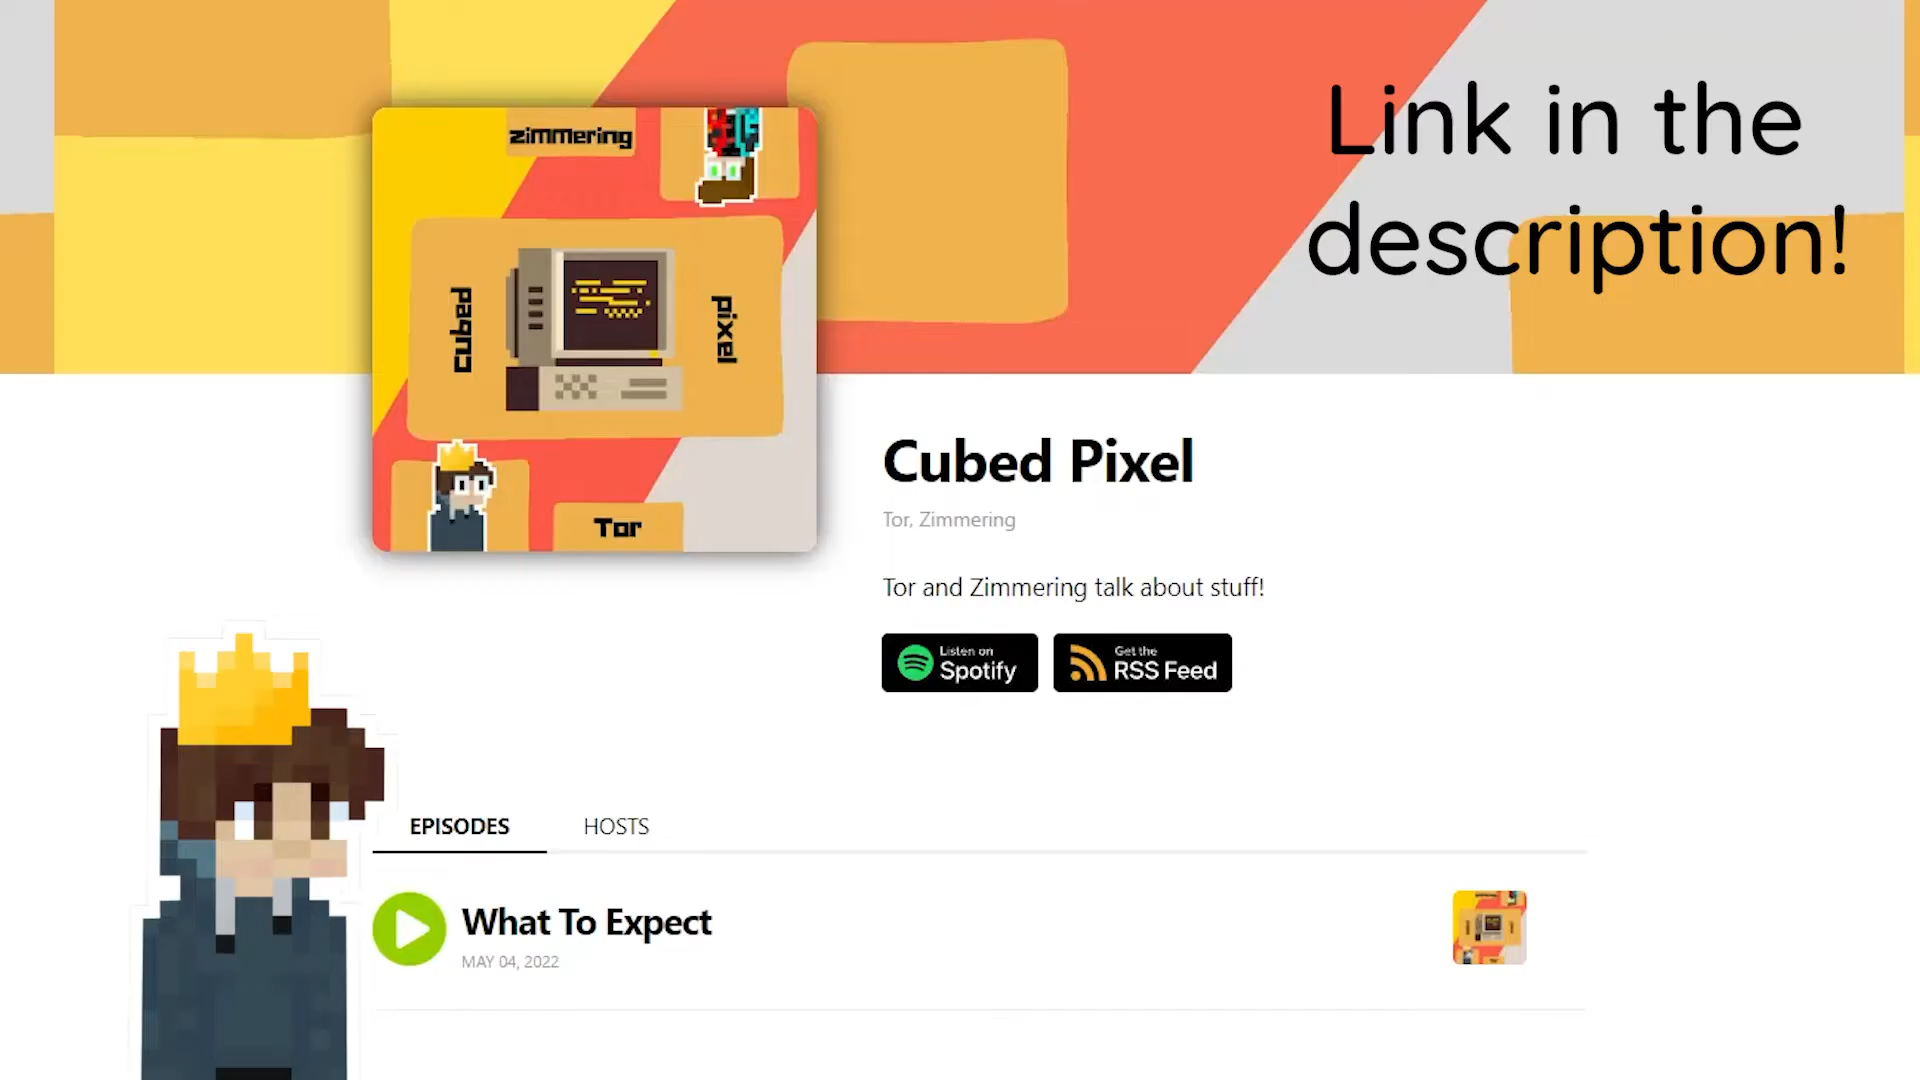 Link in the
description!
zimmering
cubed
pixel
Tor
Cubed Pixel
Tor, Zimmering
Tor and Zimmering talk about stuff!
Listen on
Spotify
Get the
RSS Feed
EPISODES
HOSTS
What To Expect
MAY 04, 2022